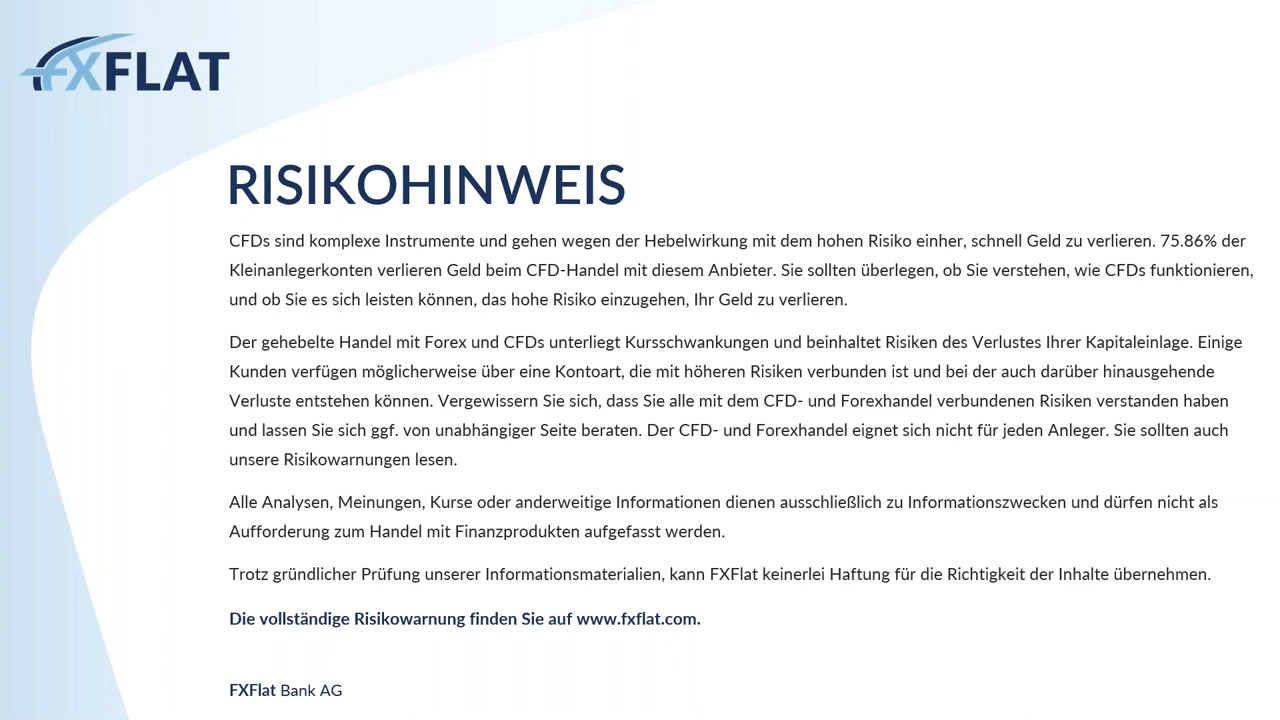 FXFLAT
RISIKOHINWEIS
CFDs sind komplexe Instrumente und gehen wegen der Hebelwirkung mit dem hohen Risiko einher, schnell Geld zu verlieren. 75.86% der
Kleinanlegerkonten verlieren Geld beim CFD-Handel mit diesem Anbieter. Sie sollten überlegen, ob Sie verstehen, wie CFDs funktionieren,
und ob Sie es sich leisten können, das hohe Risiko einzugehen, Ihr Geld zu verlieren.
Der gehebelte Handel mit Forex und CFDs unterliegt Kursschwankungen und beinhaltet Risiken des Verlustes Ihrer Kapitaleinlage. Einige
Kunden verfügen möglicherweise über eine Kontoart, die mit höheren Risiken verbunden ist und bei der auch darüber hinausgehende
Verluste entstehen können. Vergewissern Sie sich, dass Sie alle mit dem CFD- und Forexhandel verbundenen Risiken verstanden haben
und lassen Sie sich ggf. von unabhängiger Seite beraten. Der CFD- und Forexhandel eignet sich nicht für jeden Anleger. Sie sollten auch
unsere Risikowarnungen lesen.
Alle Analysen, Meinungen, Kurse oder anderweitige Informationen dienen ausschließlich zu Informationszwecken und dürfen nicht als
Aufforderung zum Handel mit Finanzprodukten aufgefasst werden.
Trotz gründlicher Prüfung unserer Informationsmaterialien, kann FXFlat keinerlei Haftung für die Richtigkeit der Inhalte übernehmen.
Die vollständige Risikowarnung finden Sie auf www.fxflat.com.
FXFlat Bank AG